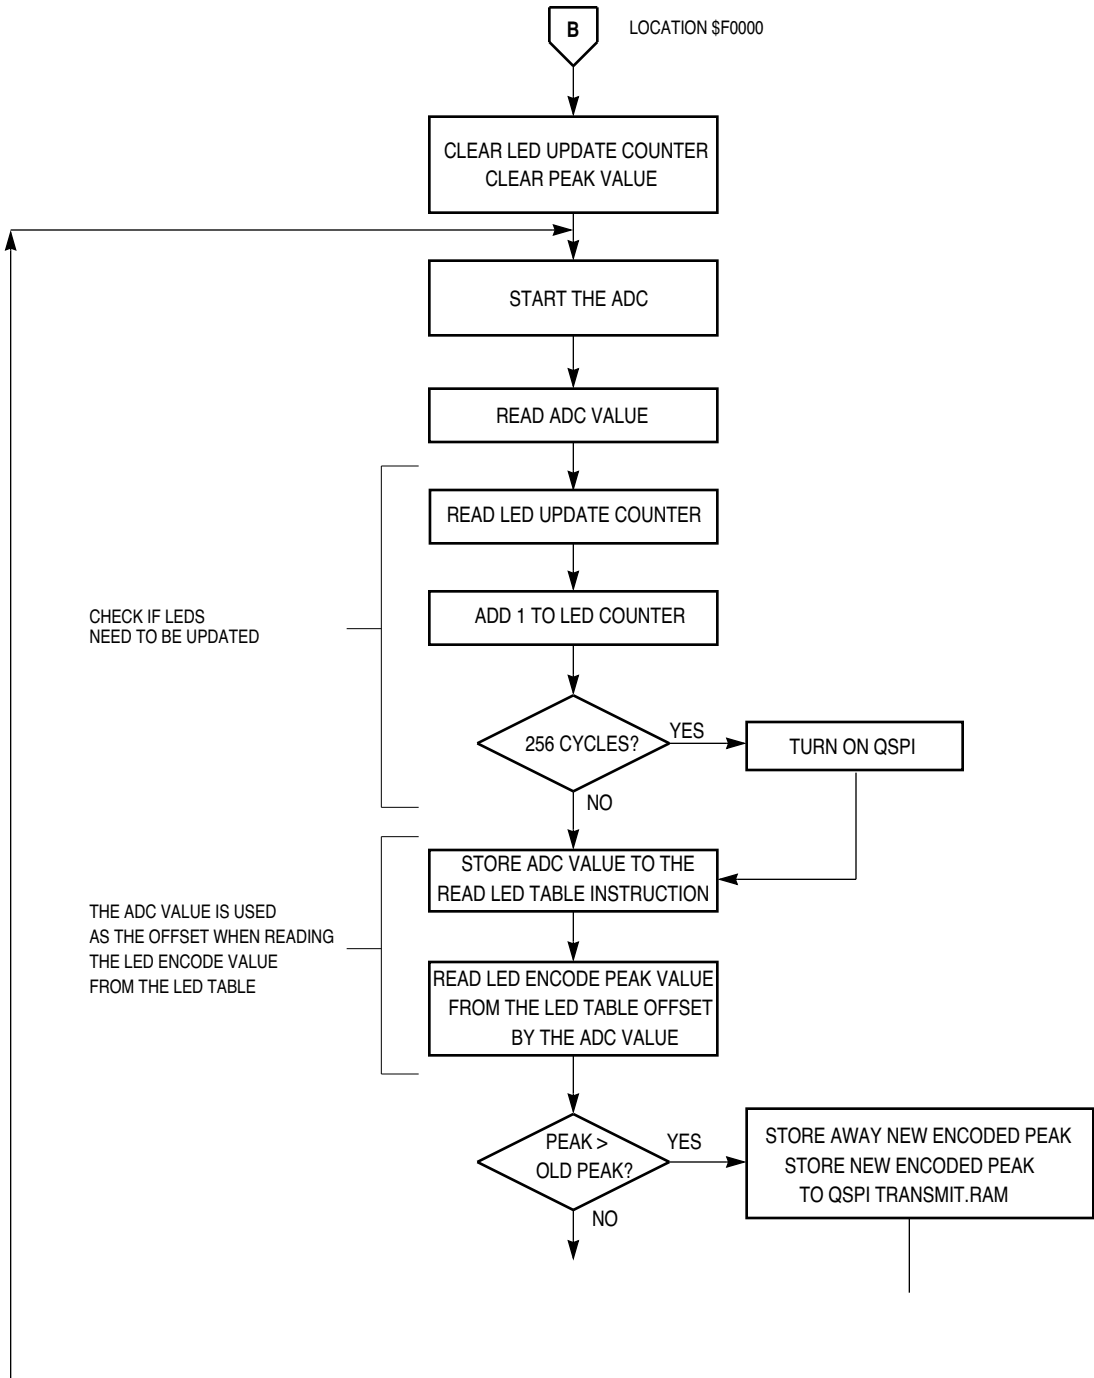 B
LOCATION $F0000
CLEAR LED UPDATE COUNTER
CLEAR PEAK VALUE
START THE ADC
READ ADC VALUE
READ LED UPDATE COUNTER
ADD 1 TO LED COUNTER
CHECK IF LEDS
NEED TO BE UPDATED
256 CYCLES?
YES
TURN ON QSPI
NO
STORE ADC VALUE TO THE
READ LED TABLE INSTRUCTION
THE ADC VALUE IS USED
AS THE OFFSET WHEN READING
THE LED ENCODE VALUE
FROM THE LED TABLE
READ LED ENCODE PEAK VALUE
FROM THE LED TABLE OFFSET
BY THE ADC VALUE
PEAK >
OLD PEAK?
YES
STORE AWAY NEW ENCODED PEAK
STORE NEW ENCODED PEAK
TO QSPI TRANSMIT.RAM
NO